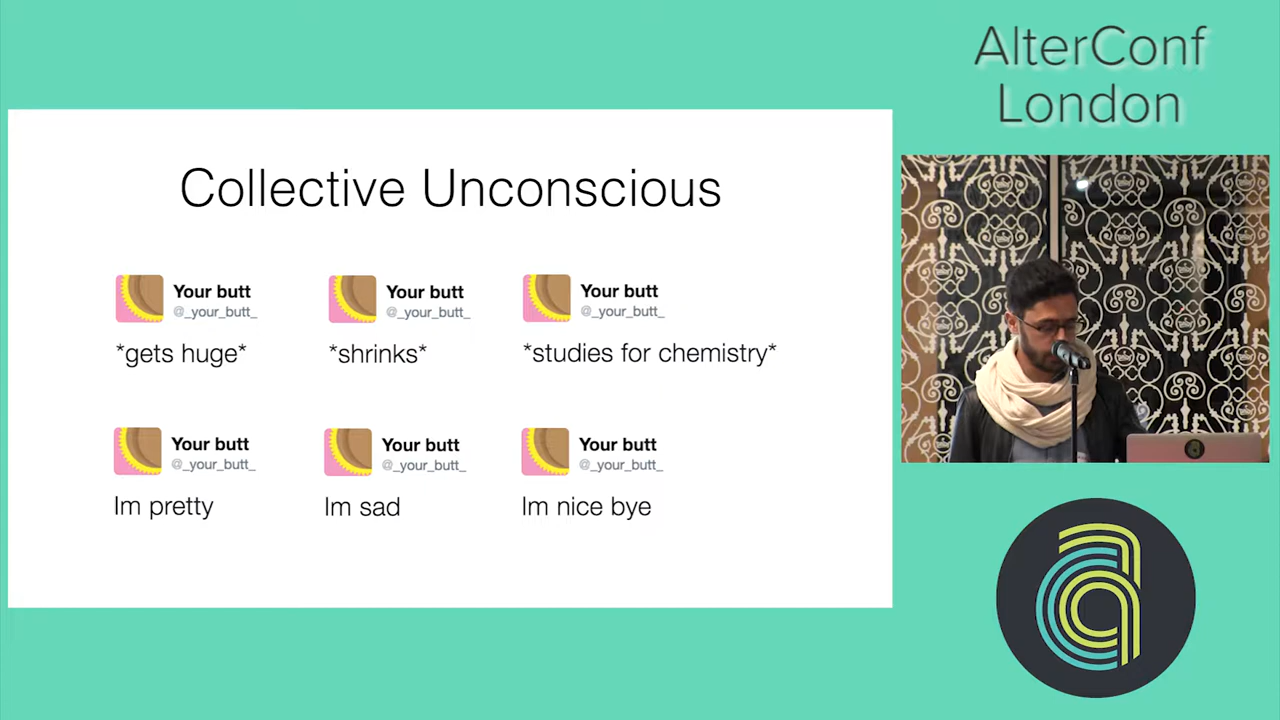 AlterConf
London
Collective Unconscious
Your butt
@_your_butt_
*gets huge*
Your butt
@_your_butt_
*shrinks*
Your butt
@_your_butt_
*studies for chemistry*
Your butt
@_your_butt_
Im pretty
Your butt
@_your_butt_
Im sad
Your butt
@_your_butt_
Im nice bye